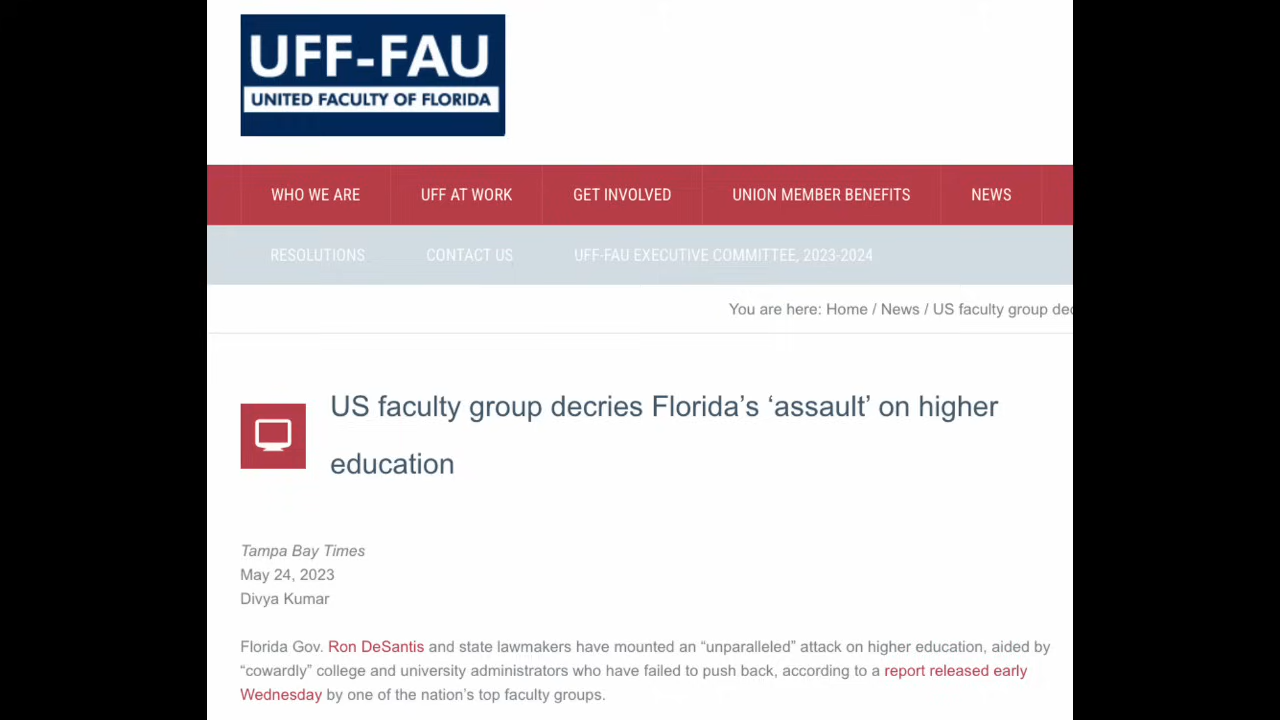 UFF-FAU
UNITED FACULTY OF FLORIDA
WHO WE ARE UFF AT WORK GET INVOLVED UNION MEMBER BENEFITS NEWS
RESOLUTIONS CONTACT US UFF-FAU EXECUTIVE COMMITTEE, 2023-2024
You are here: Home / News / US faculty group
US faculty group decries Florida’s ‘assault’ on higher
education
Tampa Bay Times
May 24, 2023
Divya Kumar
Florida Gov. Ron DeSantis and state lawmakers have mounted an “unparalleled” attack on higher education, aided by
“cowardly” college and university administrators who have failed to push back, according to a report released early
Wednesday by one of the nation’s top faculty groups.